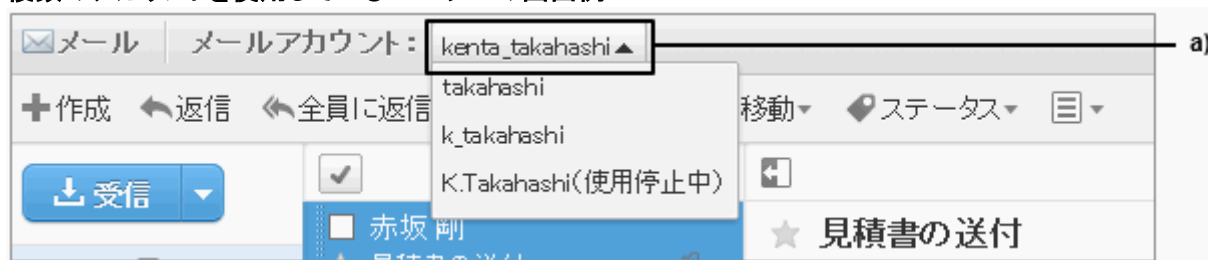 メール メールアカウント: kenta_takahashi▲ a)
takahashi
+作成 返信 全員に返信 移動▾ ステータス▾
k_takahashi
K.Takahashi(使用停止中)
受信
赤坂 剛
見積書の送付